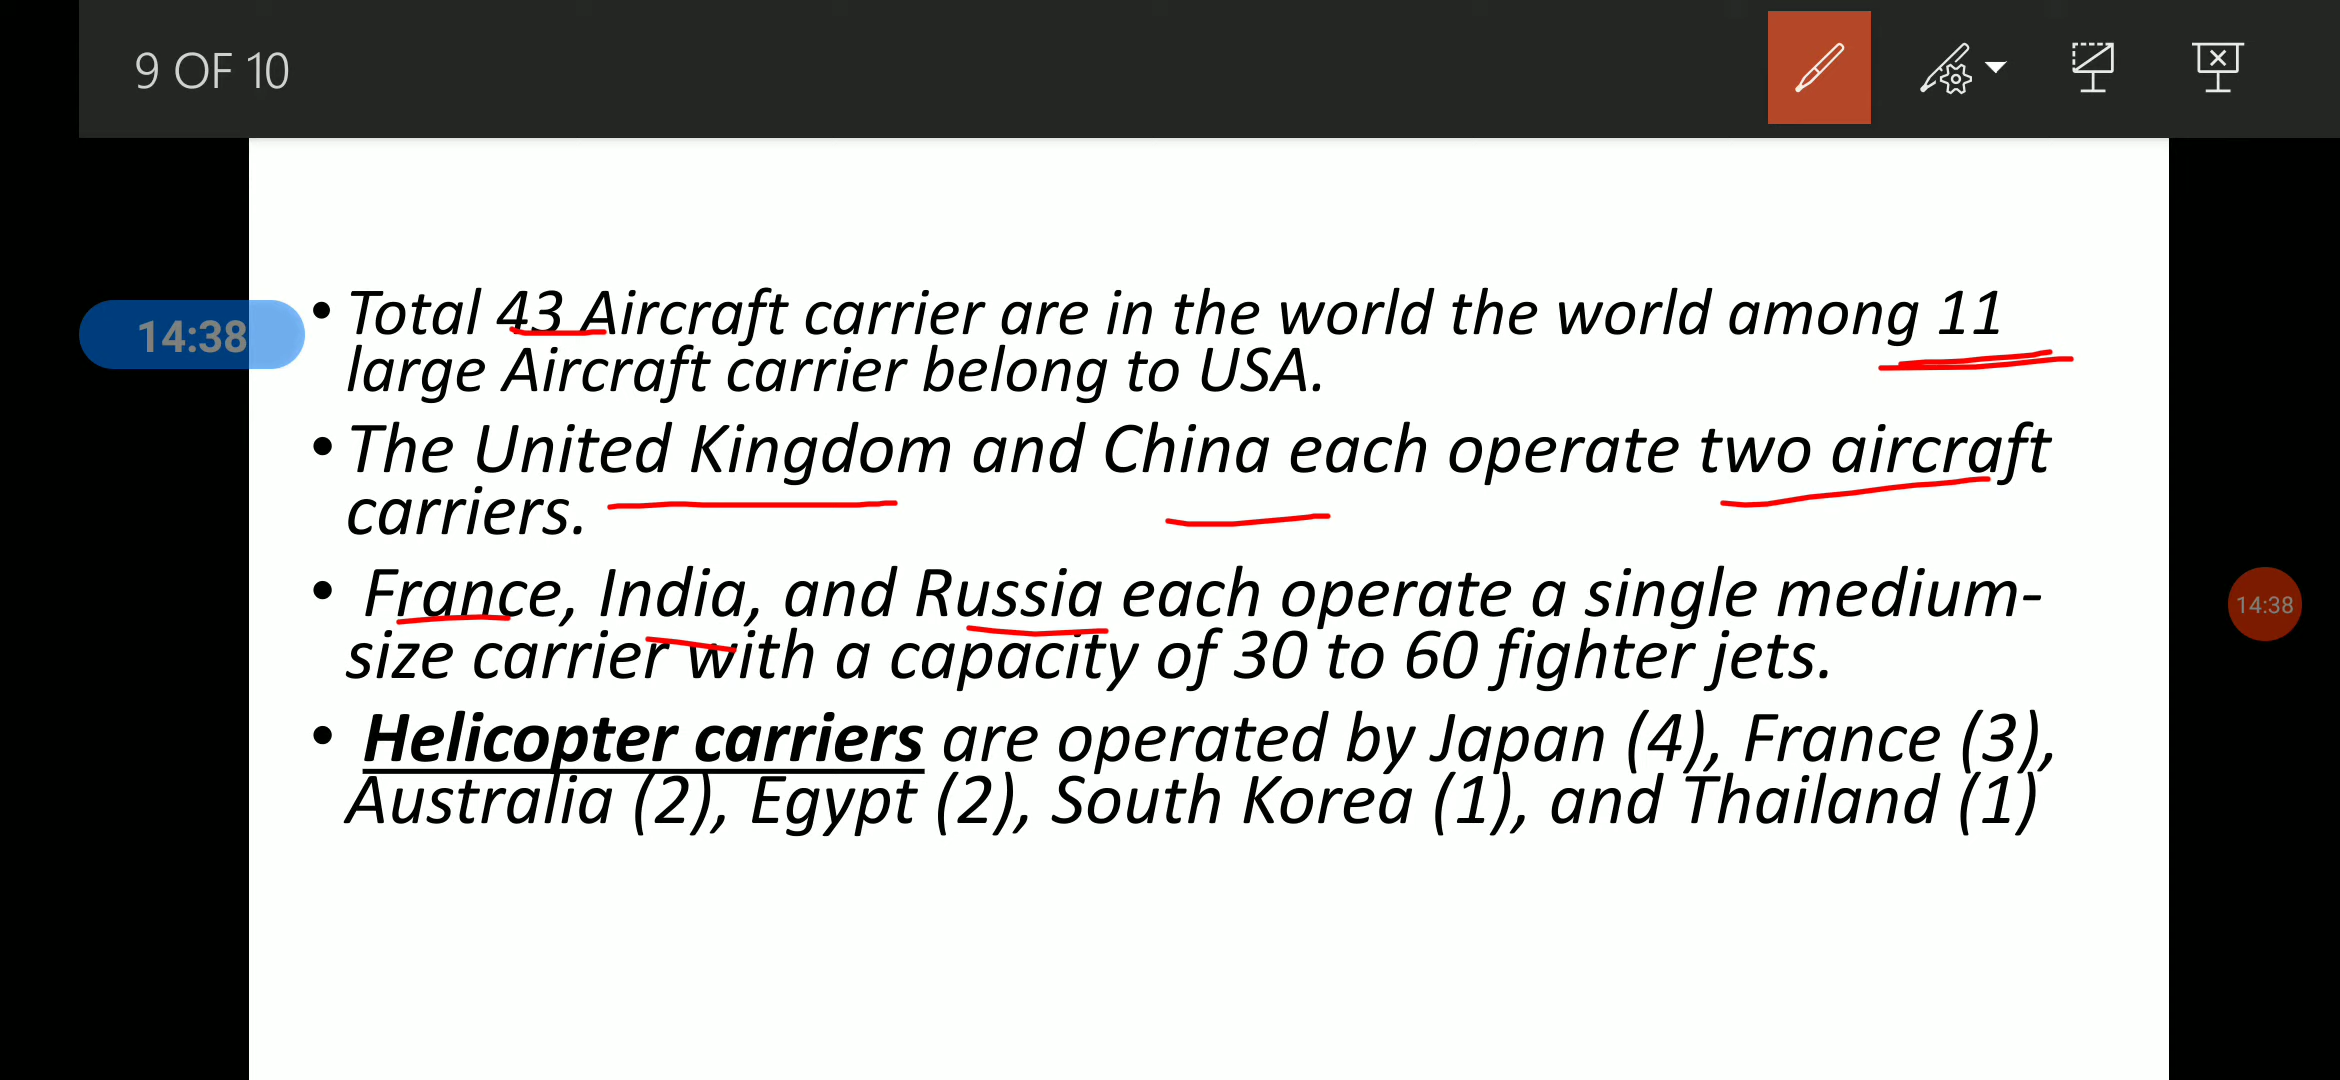 9 OF 10
14:38
• Total 43 Aircraft carrier are in the world the world among 11
large Aircraft carrier belong to USA.
• The United Kingdom and China each operate two aircraft
carriers.
• France, India, and Russia each operate a single medium-
size carrier with a capacity of 30 to 60 fighter jets.
14:38
• Helicopter carriers are operated by Japan (4), France (3),
Australia (2), Egypt (2), South Korea (1), and Thailand (1)